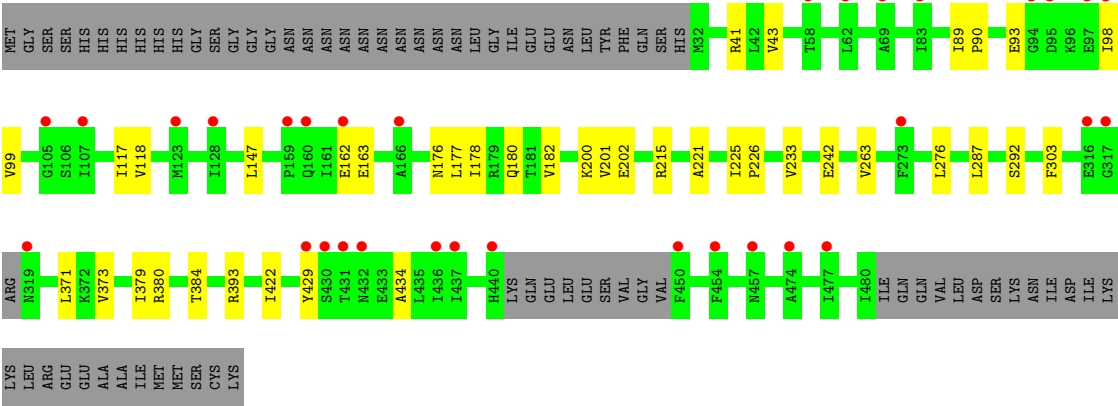 MET GLY SER SER HIS HIS HIS HIS HIS HIS GLY SER GLY GLY GLY ASN ASN ASN ASN ASN ASN ASN ASN ASN ASN LEU GLY ILE GLU GLU ASN LEU TYR PHE GLN SER HIS M32 R41 L42 V43 T58 L62 A69 I83 I89 P90 E93 G94 D95 K96 E97 I98
V99 G105 S106 I107 I117 V118 M123 I128 L147 P159 Q160 I161 E162 E163 A166 N176 L177 I178 R179 Q180 T181 V182 K200 V201 E202 R215 A221 I225 P226 V233 E242 V263 F273 L276 L287 S292 F303 E316 G317
ARG N319 L371 K372 V373 I379 R380 T384 R393 I422 Y429 S430 T431 N432 E433 A434 L435 I436 I437 H440 LYS GLN GLU LEU GLU SER VAL GLY VAL F450 F454 N457 A474 I477 I480 ILE GLN GLN VAL LEU ASP SER LYS ASN ILE ASP ILE LYS
LYS LEU ARG GLU GLU ALA ALA ILE MET MET SER CYS LYS